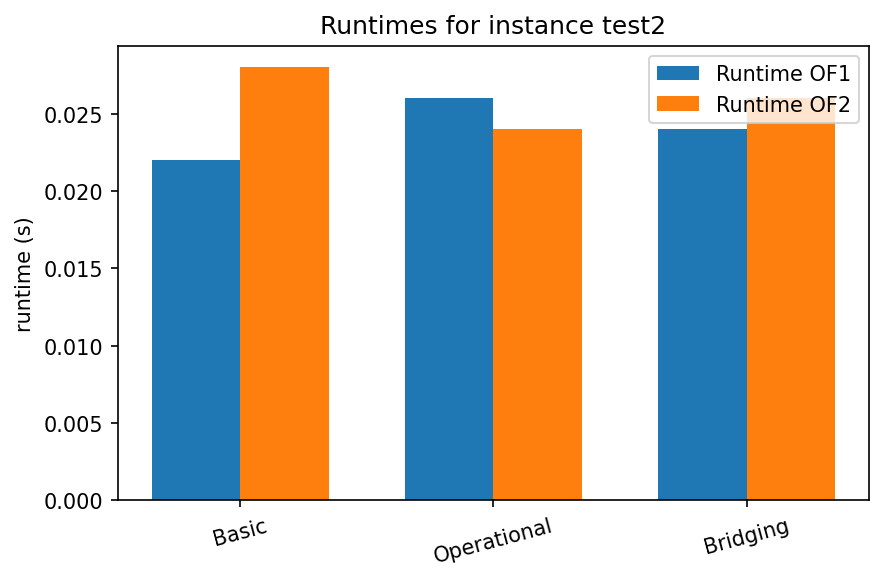 Runtimes for instance test2
Runtime OF1
Runtime OF2
runtime (s)
0.025
0.020
0.015
0.010
0.005
0.000
Basic
Operational
Bridging